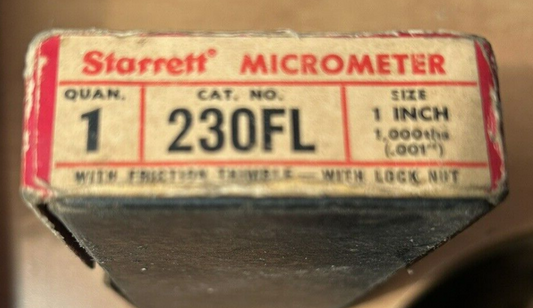 Starrett® MICROMETER
QUAN. CAT. NO. SIZE
1 230FL 1 INCH
1,000ths
(.001")
WITH FRICTION THIMBLE — WITH LOCK NUT